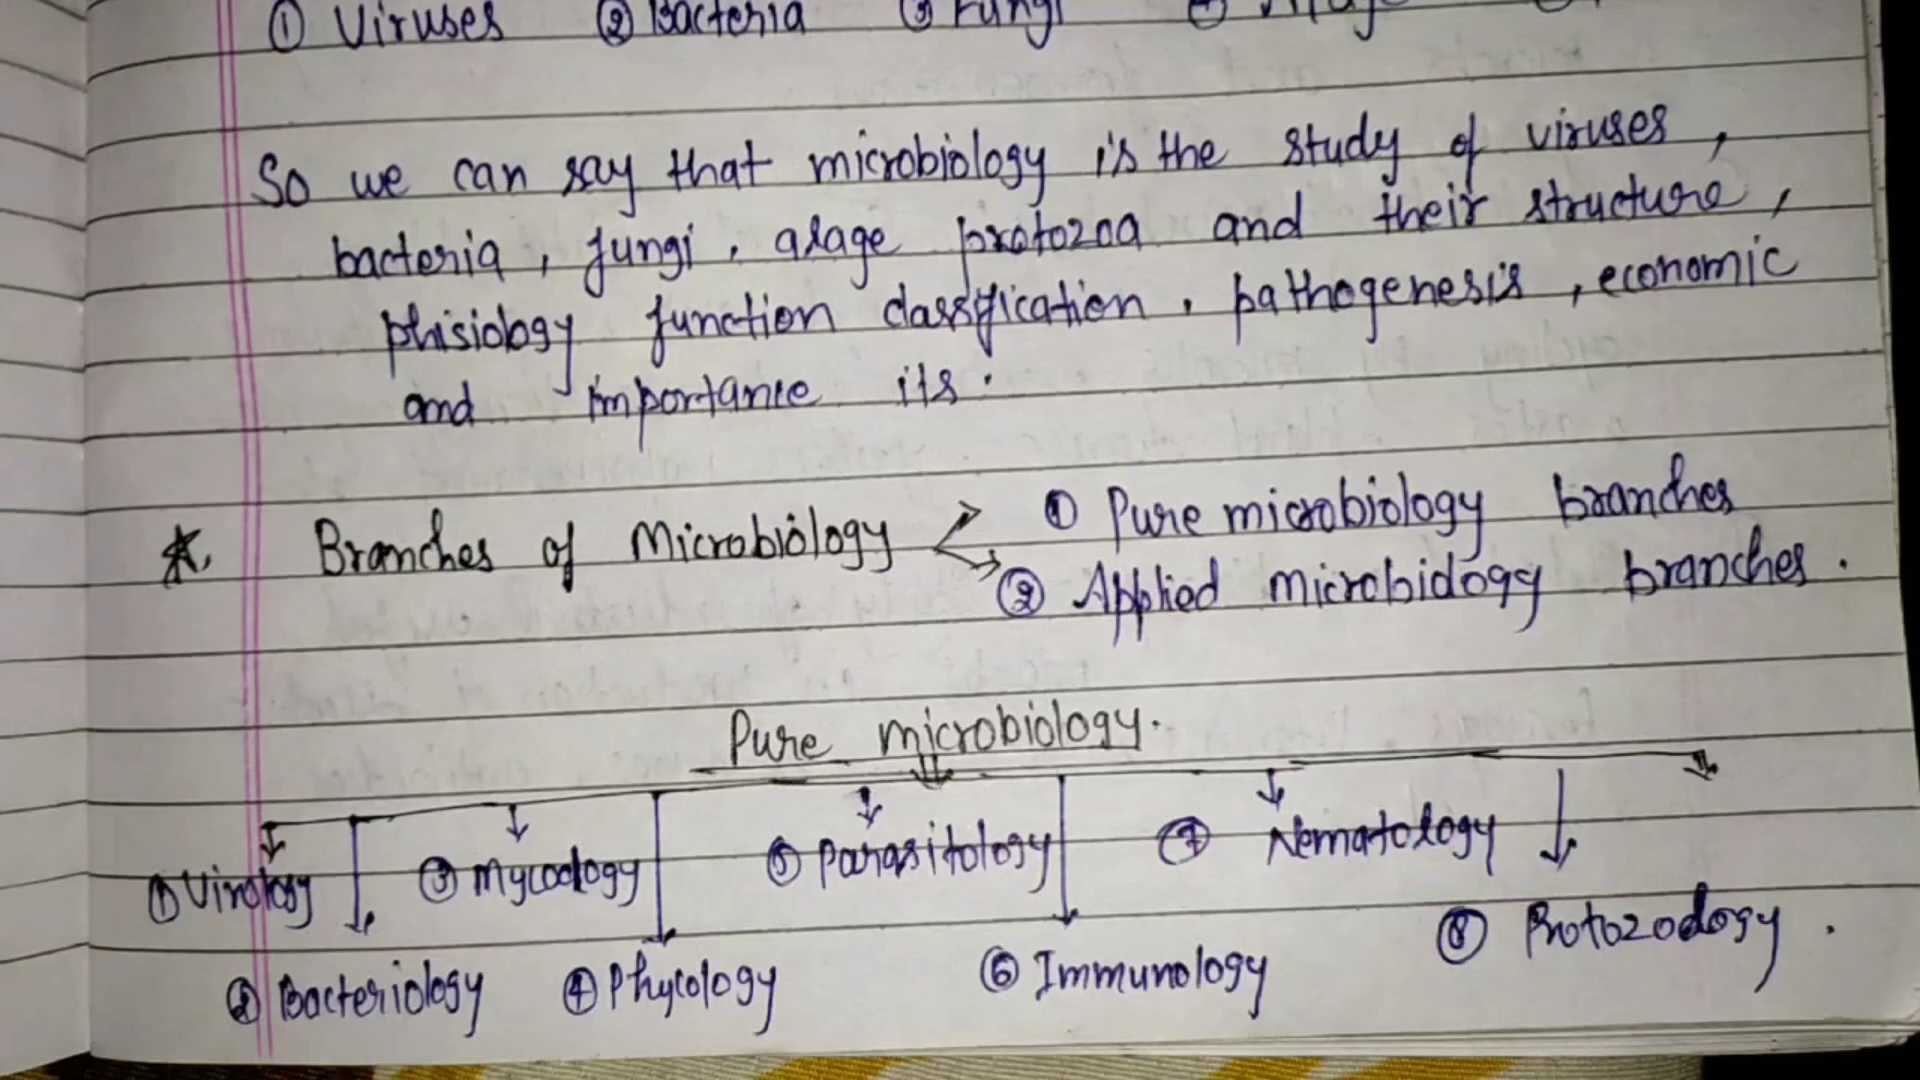 ① Viruses ② Bacteria ③ Fungi
So we can say that microbiology is the study of viruses,
bacteria, fungi, alage protozoa and their structure,
phisiology function classification, pathogenesis, economic
and importance its.
Branches of Microbiology ① Pure microbiology branches
② Applied microbiology branches.
Pure microbiology.
① Virology ③ Mycology ⑤ Parasitology ⑦ Nematology
② Bacteriology ④ Phycology ⑥ Immunology ⑧ Protozoology.